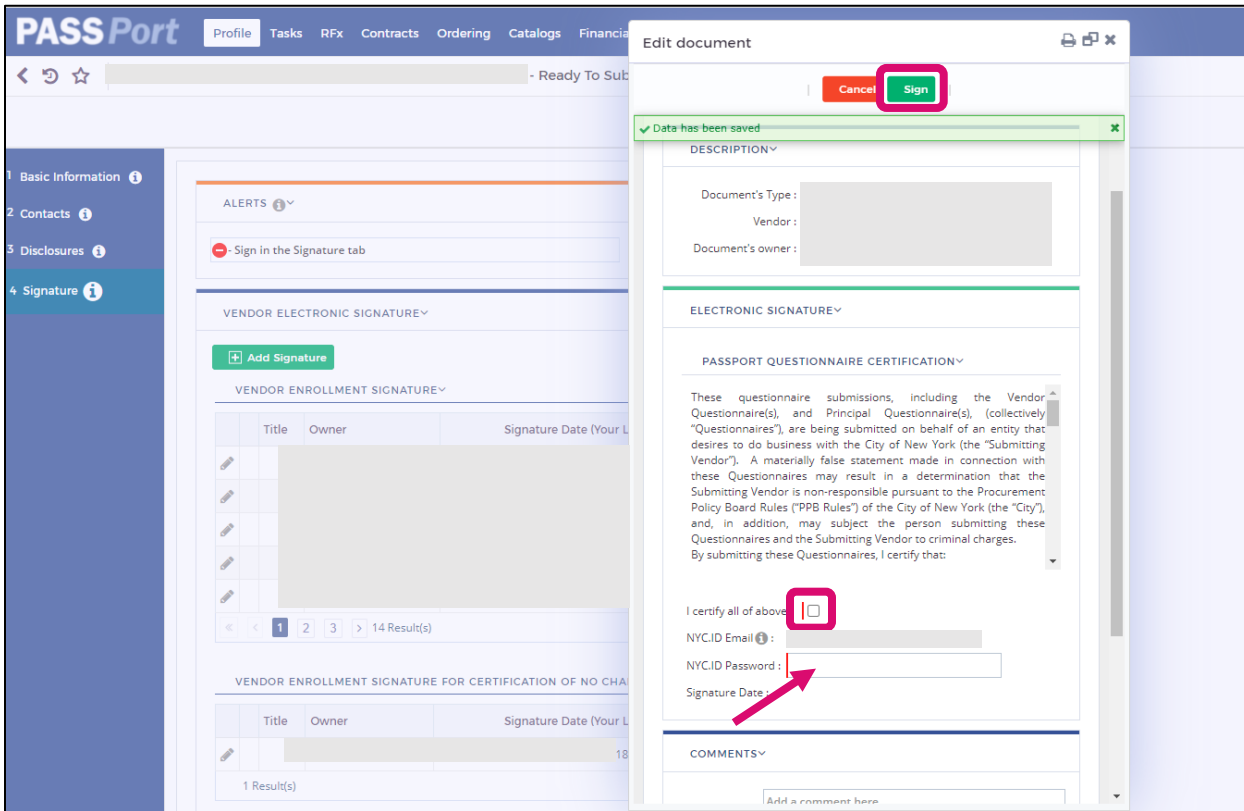 PASSPort
Profile Tasks RFx Contracts Ordering Catalogs Financia
- Ready To Sub
1 Basic Information
2 Contacts
3 Disclosures
4 Signature
ALERTS
- Sign in the Signature tab
VENDOR ELECTRONIC SIGNATURE
Add Signature
VENDOR ENROLLMENT SIGNATURE
Title Owner Signature Date (Your L
1 2 3 14 Result(s)
VENDOR ENROLLMENT SIGNATURE FOR CERTIFICATION OF NO CHA
Title Owner Signature Date (Your L
18
1 Result(s)
Edit document
Cancel Sign
Data has been saved
DESCRIPTION
Document's Type :
Vendor :
Document's owner :
ELECTRONIC SIGNATURE
PASSPORT QUESTIONNAIRE CERTIFICATION
These questionnaire submissions, including the Vendor
Questionnaire(s), and Principal Questionnaire(s), (collectively
“Questionnaires”), are being submitted on behalf of an entity that
desires to do business with the City of New York (the “Submitting
Vendor”). A materially false statement made in connection with
these Questionnaires may result in a determination that the
Submitting Vendor is non-responsible pursuant to the Procurement
Policy Board Rules (“PPB Rules”) of the City of New York (the “City”),
and, in addition, may subject the person submitting these
Questionnaires and the Submitting Vendor to criminal charges.
By submitting these Questionnaires, I certify that:
I certify all of above
NYC.ID Email :
NYC.ID Password :
Signature Date :
COMMENTS
Add a comment here